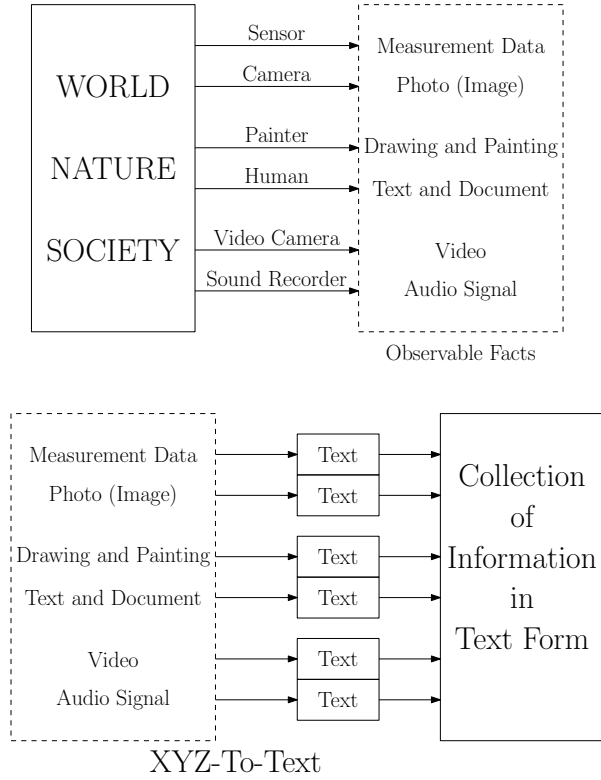 WORLD
NATURE
SOCIETY
Sensor
Camera
Painter
Human
Video Camera
Sound Recorder
Measurement Data
Photo (Image)
Drawing and Painting
Text and Document
Video
Audio Signal
Observable Facts
Measurement Data
Photo (Image)
Drawing and Painting
Text and Document
Video
Audio Signal
Text
Text
Text
Text
Text
Text
Collection
of
Information
in
Text Form
XYZ-To-Text